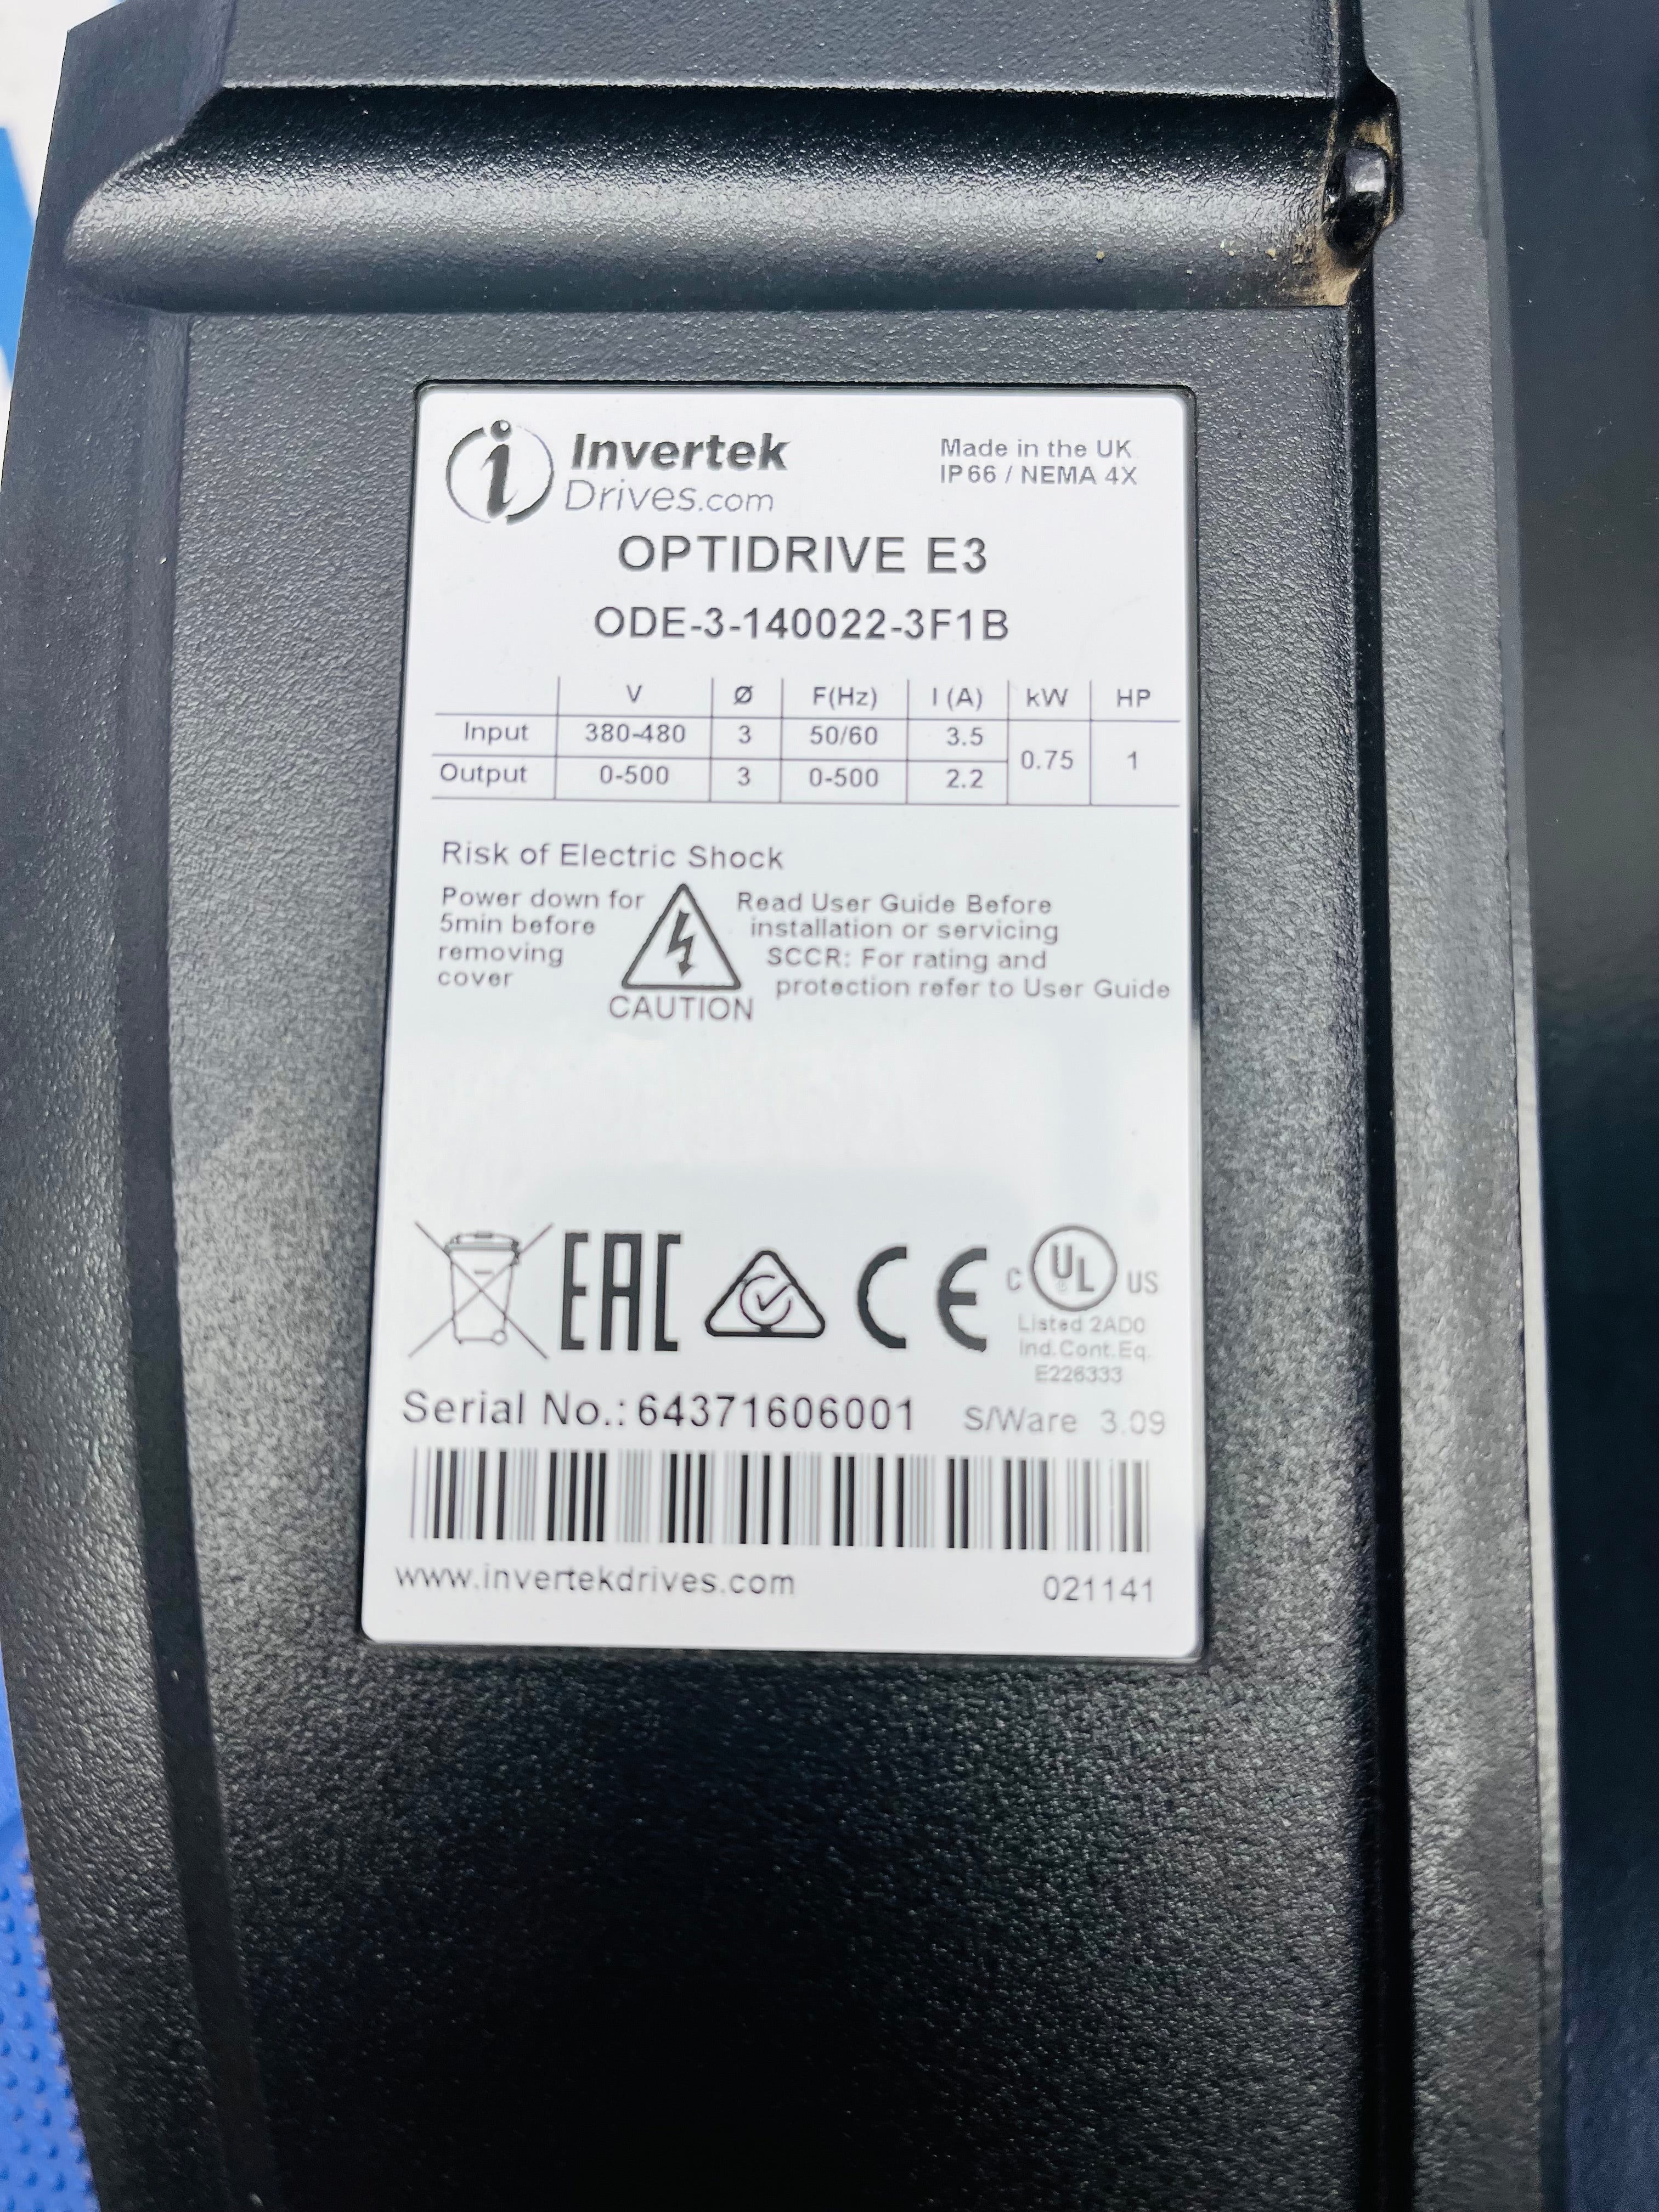 Invertek
Drives.com
Made in the UK
IP66 / NEMA 4X
OPTIDRIVE E3
ODE-3-140022-3F1B
V Ø F(Hz) I (A) kW HP
Input 380-480 3 50/60 3.5 0.75 1
Output 0-500 3 0-500 2.2
Risk of Electric Shock
Power down for
5min before
removing
cover
CAUTION
Read User Guide Before
installation or servicing
SCCR: For rating and
protection refer to User Guide
EAC
CE
C UL US
Listed 2AD0
Ind.Cont.Eq.
E226333
Serial No.: 64371606001 S/Ware 3.09
www.invertekdrives.com 021141